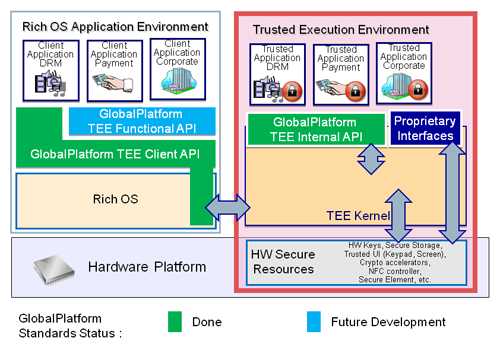 Rich OS Application Environment
Client
Application
DRM
Client
Application
Payment
Client
Application
Corporate
GlobalPlatform
TEE Functional API
GlobalPlatform TEE Client API
Rich OS
Trusted Execution Environment
Trusted
Application
DRM
Trusted
Application
Payment
Trusted
Application
Corporate
GlobalPlatform
TEE Internal API
Proprietary
Interfaces
TEE Kernel
Hardware Platform
HW Secure
Resources
HW Keys, Secure Storage,
Trusted UI (Keypad, Screen),
Crypto accelerators,
NFC controller,
Secure Element, etc.
GlobalPlatform
Standards Status :
Done
Future Development